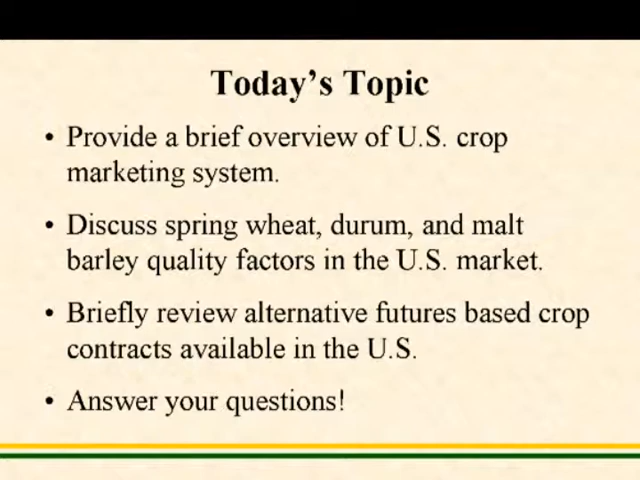 Today's Topic
• Provide a brief overview of U.S. crop
marketing system.
• Discuss spring wheat, durum, and malt
barley quality factors in the U.S. market.
• Briefly review alternative futures based crop
contracts available in the U.S.
• Answer your questions!